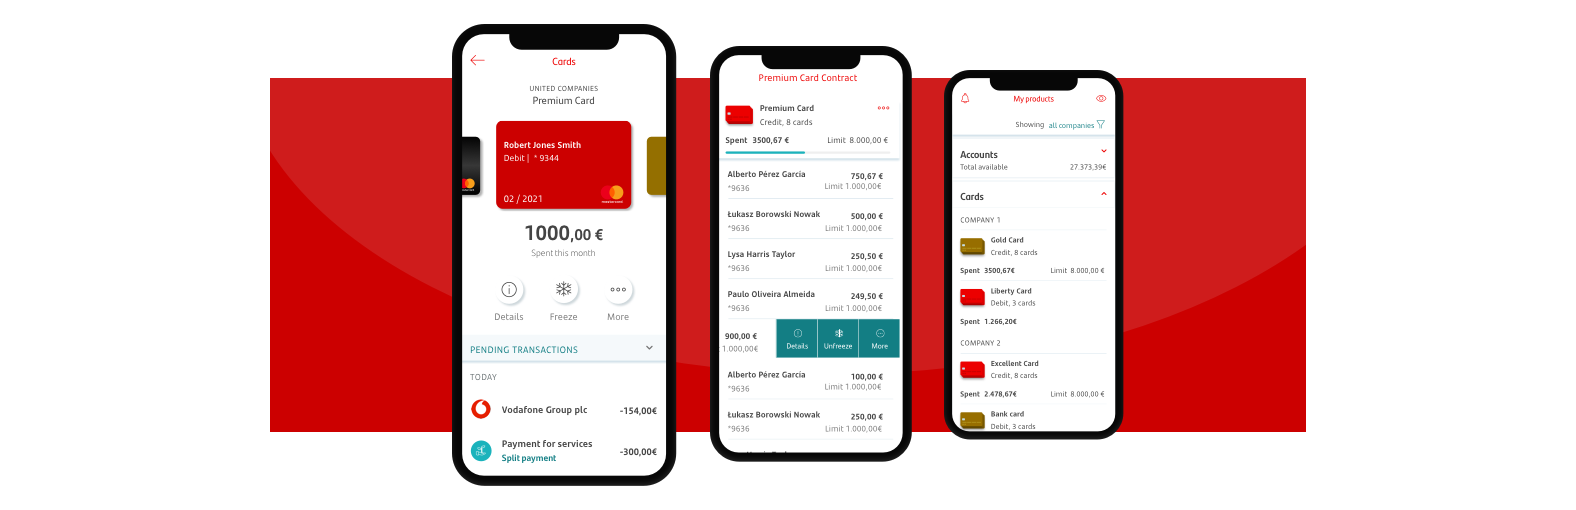 Cards
UNITED COMPANIES
Premium Card
Robert Jones Smith
Debit | * 9344
02 / 2021
1000,00 €
Spent this month
Details
Freeze
More
PENDING TRANSACTIONS
TODAY
Vodafone Group plc -154,00€
Payment for services
Split payment
-300,00€
Premium Card Contract
Premium Card
Credit, 8 cards
Spent 3500,67 € Limit 8.000,00 €
Alberto Pérez García 750,67 €
*9636 Limit 1.000,00€
Łukasz Borowski Nowak 500,00 €
*9636 Limit 1.000,00€
Lysa Harris Taylor 250,50 €
*9636 Limit 1.000,00€
Paulo Oliveira Almeida 249,50 €
*9636 Limit 1.000,00€
900,00 €
1.000,00€
Details
Unfreeze
More
Alberto Pérez García 100,00 €
*9636 Limit 1.000,00€
Łukasz Borowski Nowak 250,00 €
*9636 Limit 1.000,00€
My products
Showing all companies
Accounts
Total available 27.373,39€
Cards
COMPANY 1
Gold Card
Credit, 8 cards
Spent 3500,67€ Limit 8.000,00 €
Liberty Card
Debit, 3 cards
Spent 1.266,20€
COMPANY 2
Excellent Card
Credit, 8 cards
Spent 2.478,67€ Limit 8.000,00 €
Bank card
Debit, 3 cards